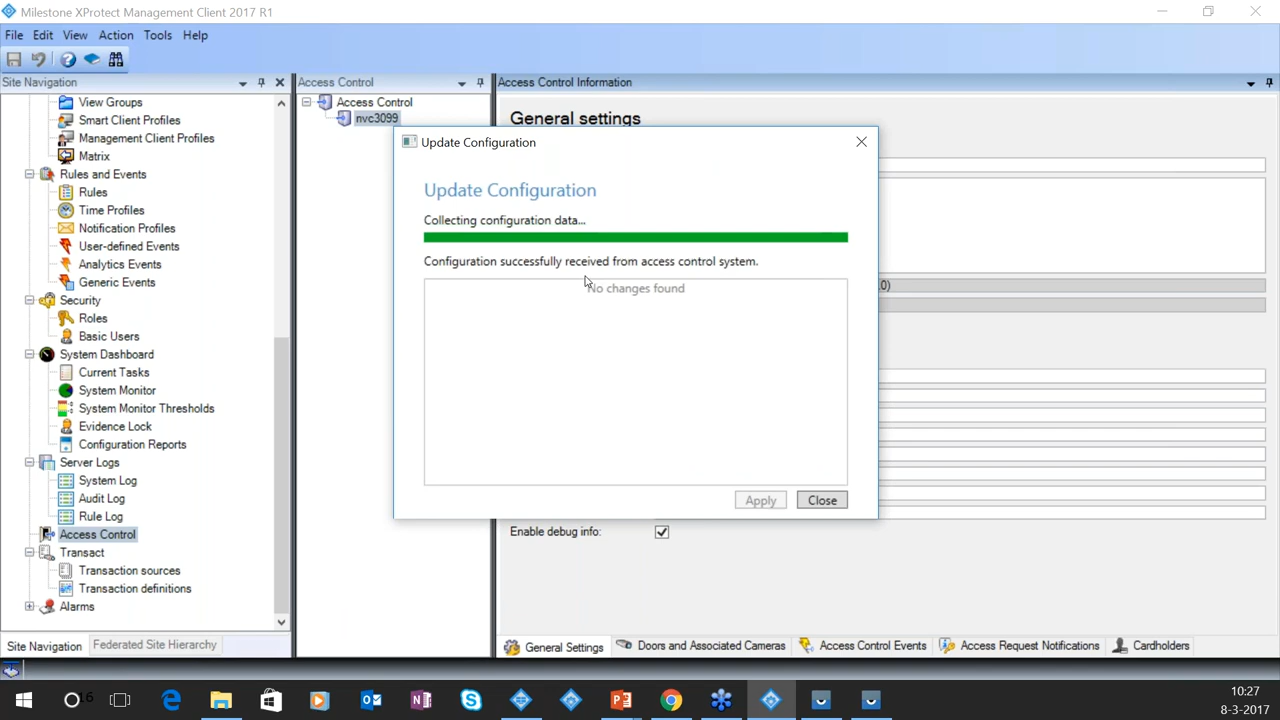 Milestone XProtect Management Client 2017 R1
File Edit View Action Tools Help
Site Navigation
View Groups
Smart Client Profiles
Management Client Profiles
Matrix
Rules and Events
Rules
Time Profiles
Notification Profiles
User-defined Events
Analytics Events
Generic Events
Security
Roles
Basic Users
System Dashboard
Current Tasks
System Monitor
System Monitor Thresholds
Evidence Lock
Configuration Reports
Server Logs
System Log
Audit Log
Rule Log
Access Control
Transact
Transaction sources
Transaction definitions
Alarms
Site Navigation Federated Site Hierarchy
Access Control
Access Control
nvc3099
Access Control Information
General settings
Update Configuration
Update Configuration
Collecting configuration data...
Configuration successfully received from access control system.
No changes found
Apply Close
0)
Enable debug info:
General Settings Doors and Associated Cameras Access Control Events Access Request Notifications Cardholders
16
10:27
8-3-2017